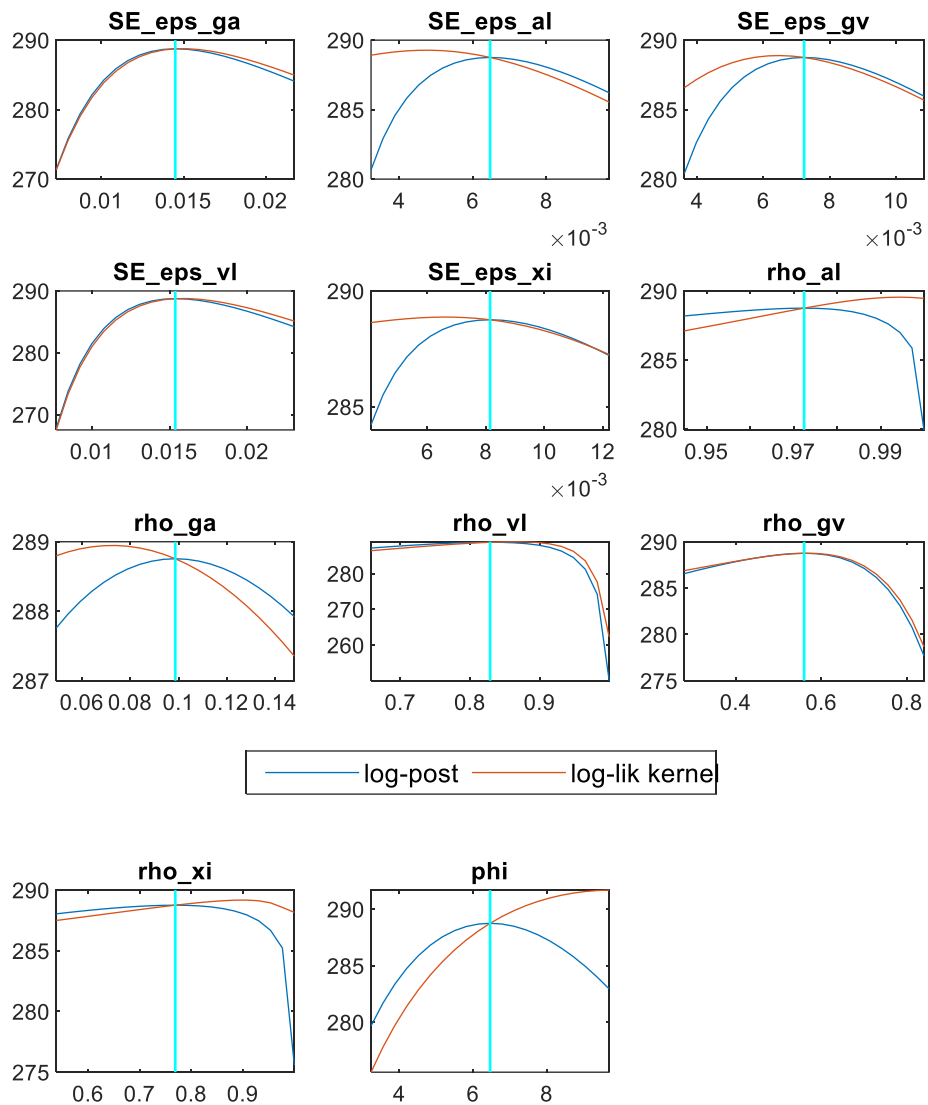 SE_eps_ga SE_eps_al SE_eps_gv
290 290 290
280 285 285
270 280 280
0.01 0.015 0.02 4 6 8 4 6 8 10
×10-3 ×10-3
SE_eps_vl SE_eps_xi rho_al
290 290 290
280 285 285
270 280
0.01 0.015 0.02 4 6 8 10 12 0.95 0.97 0.99
×10-3
rho_ga rho_vl rho_gv
289 280 290
288 270 285
287 260 280
275
0.06 0.08 0.1 0.12 0.14 0.7 0.8 0.9 0.4 0.6 0.8
log-post log-lik kernel
rho_xi phi
290 290
285 285
280 280
275
0.6 0.7 0.8 0.9 4 6 8